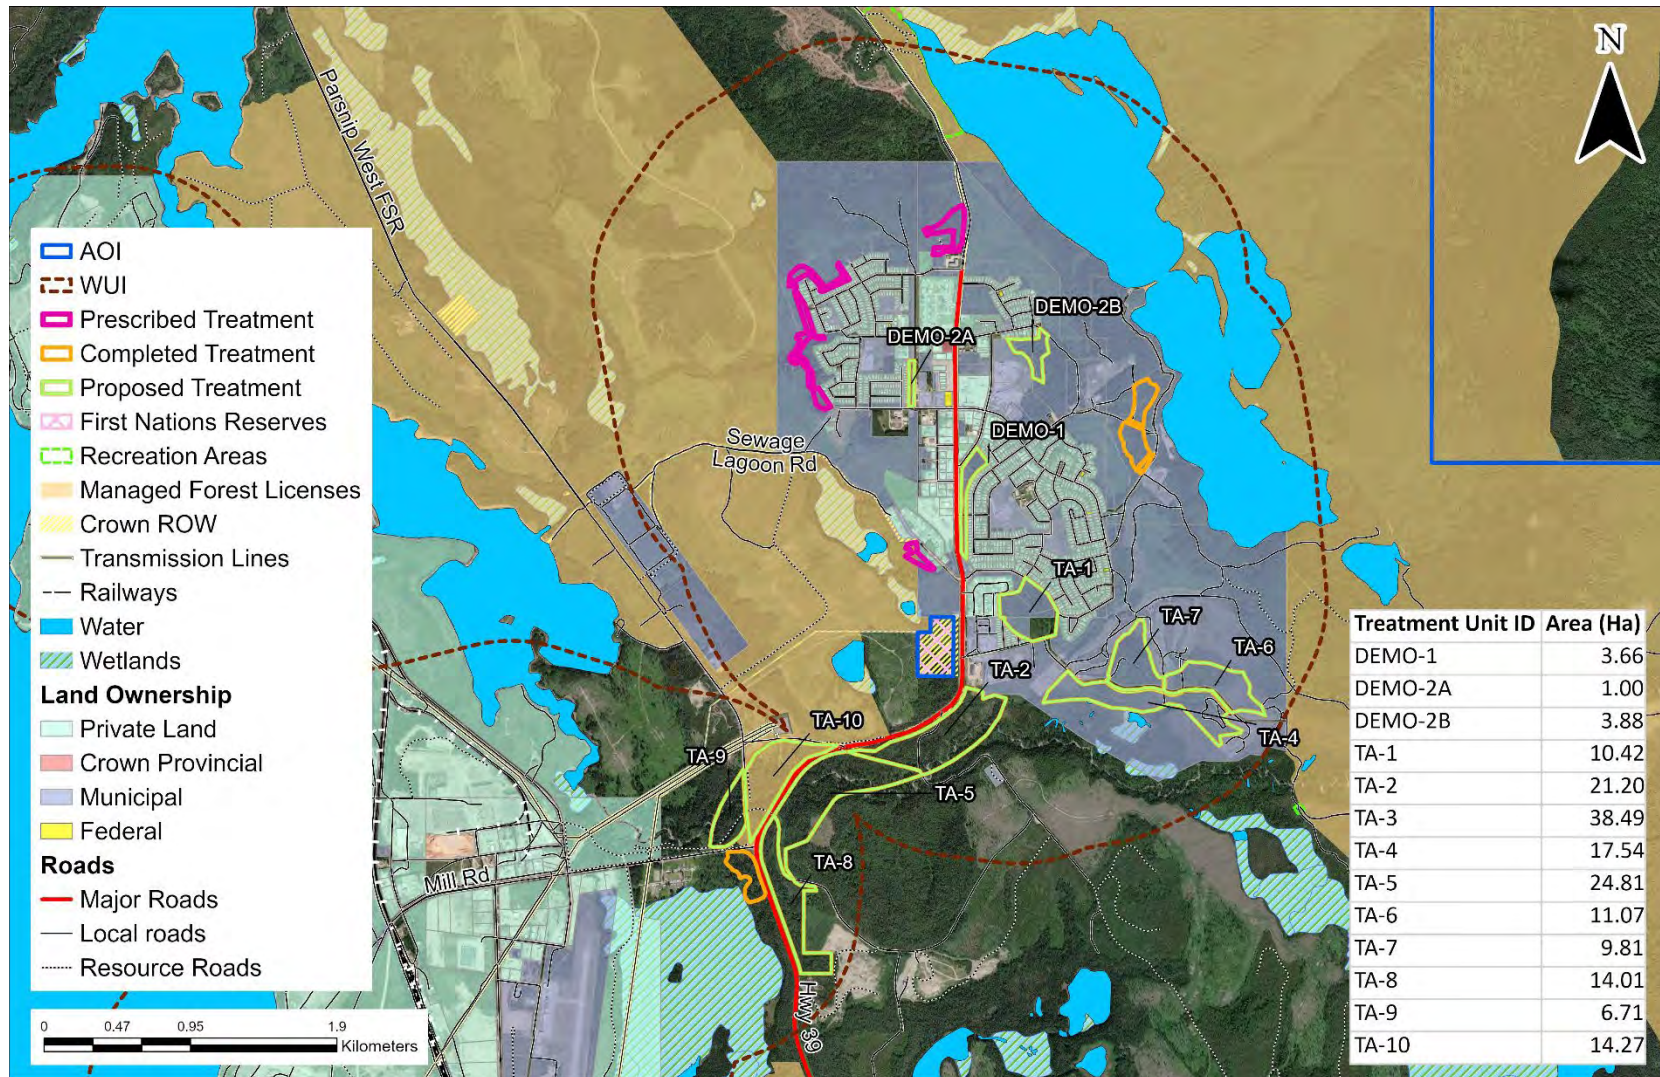 N
Parsnip West FSR
DEMO-2B
DEMO-2A
Sewage
Lagoon Rd
DEMO-1
TA-1
TA-7
TA-6
TA-2
TA-4
TA-10
TA-9
TA-5
TA-8
Mill Rd
Hwy 39
AOI
WUI
Prescribed Treatment
Completed Treatment
Proposed Treatment
First Nations Reserves
Recreation Areas
Managed Forest Licenses
Crown ROW
Transmission Lines
Railways
Water
Wetlands
Land Ownership
Private Land
Crown Provincial
Municipal
Federal
Roads
Major Roads
Local roads
Resource Roads
0 0.47 0.95 1.9
Kilometers
Treatment Unit ID Area (Ha)
DEMO-1 3.66
DEMO-2A 1.00
DEMO-2B 3.88
TA-1 10.42
TA-2 21.20
TA-3 38.49
TA-4 17.54
TA-5 24.81
TA-6 11.07
TA-7 9.81
TA-8 14.01
TA-9 6.71
TA-10 14.27